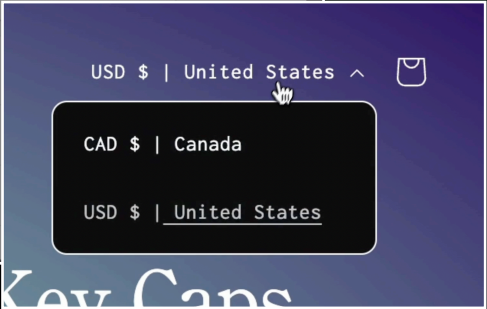 USD $ | United States
CAD $ | Canada
USD $ | United States
Key Caps